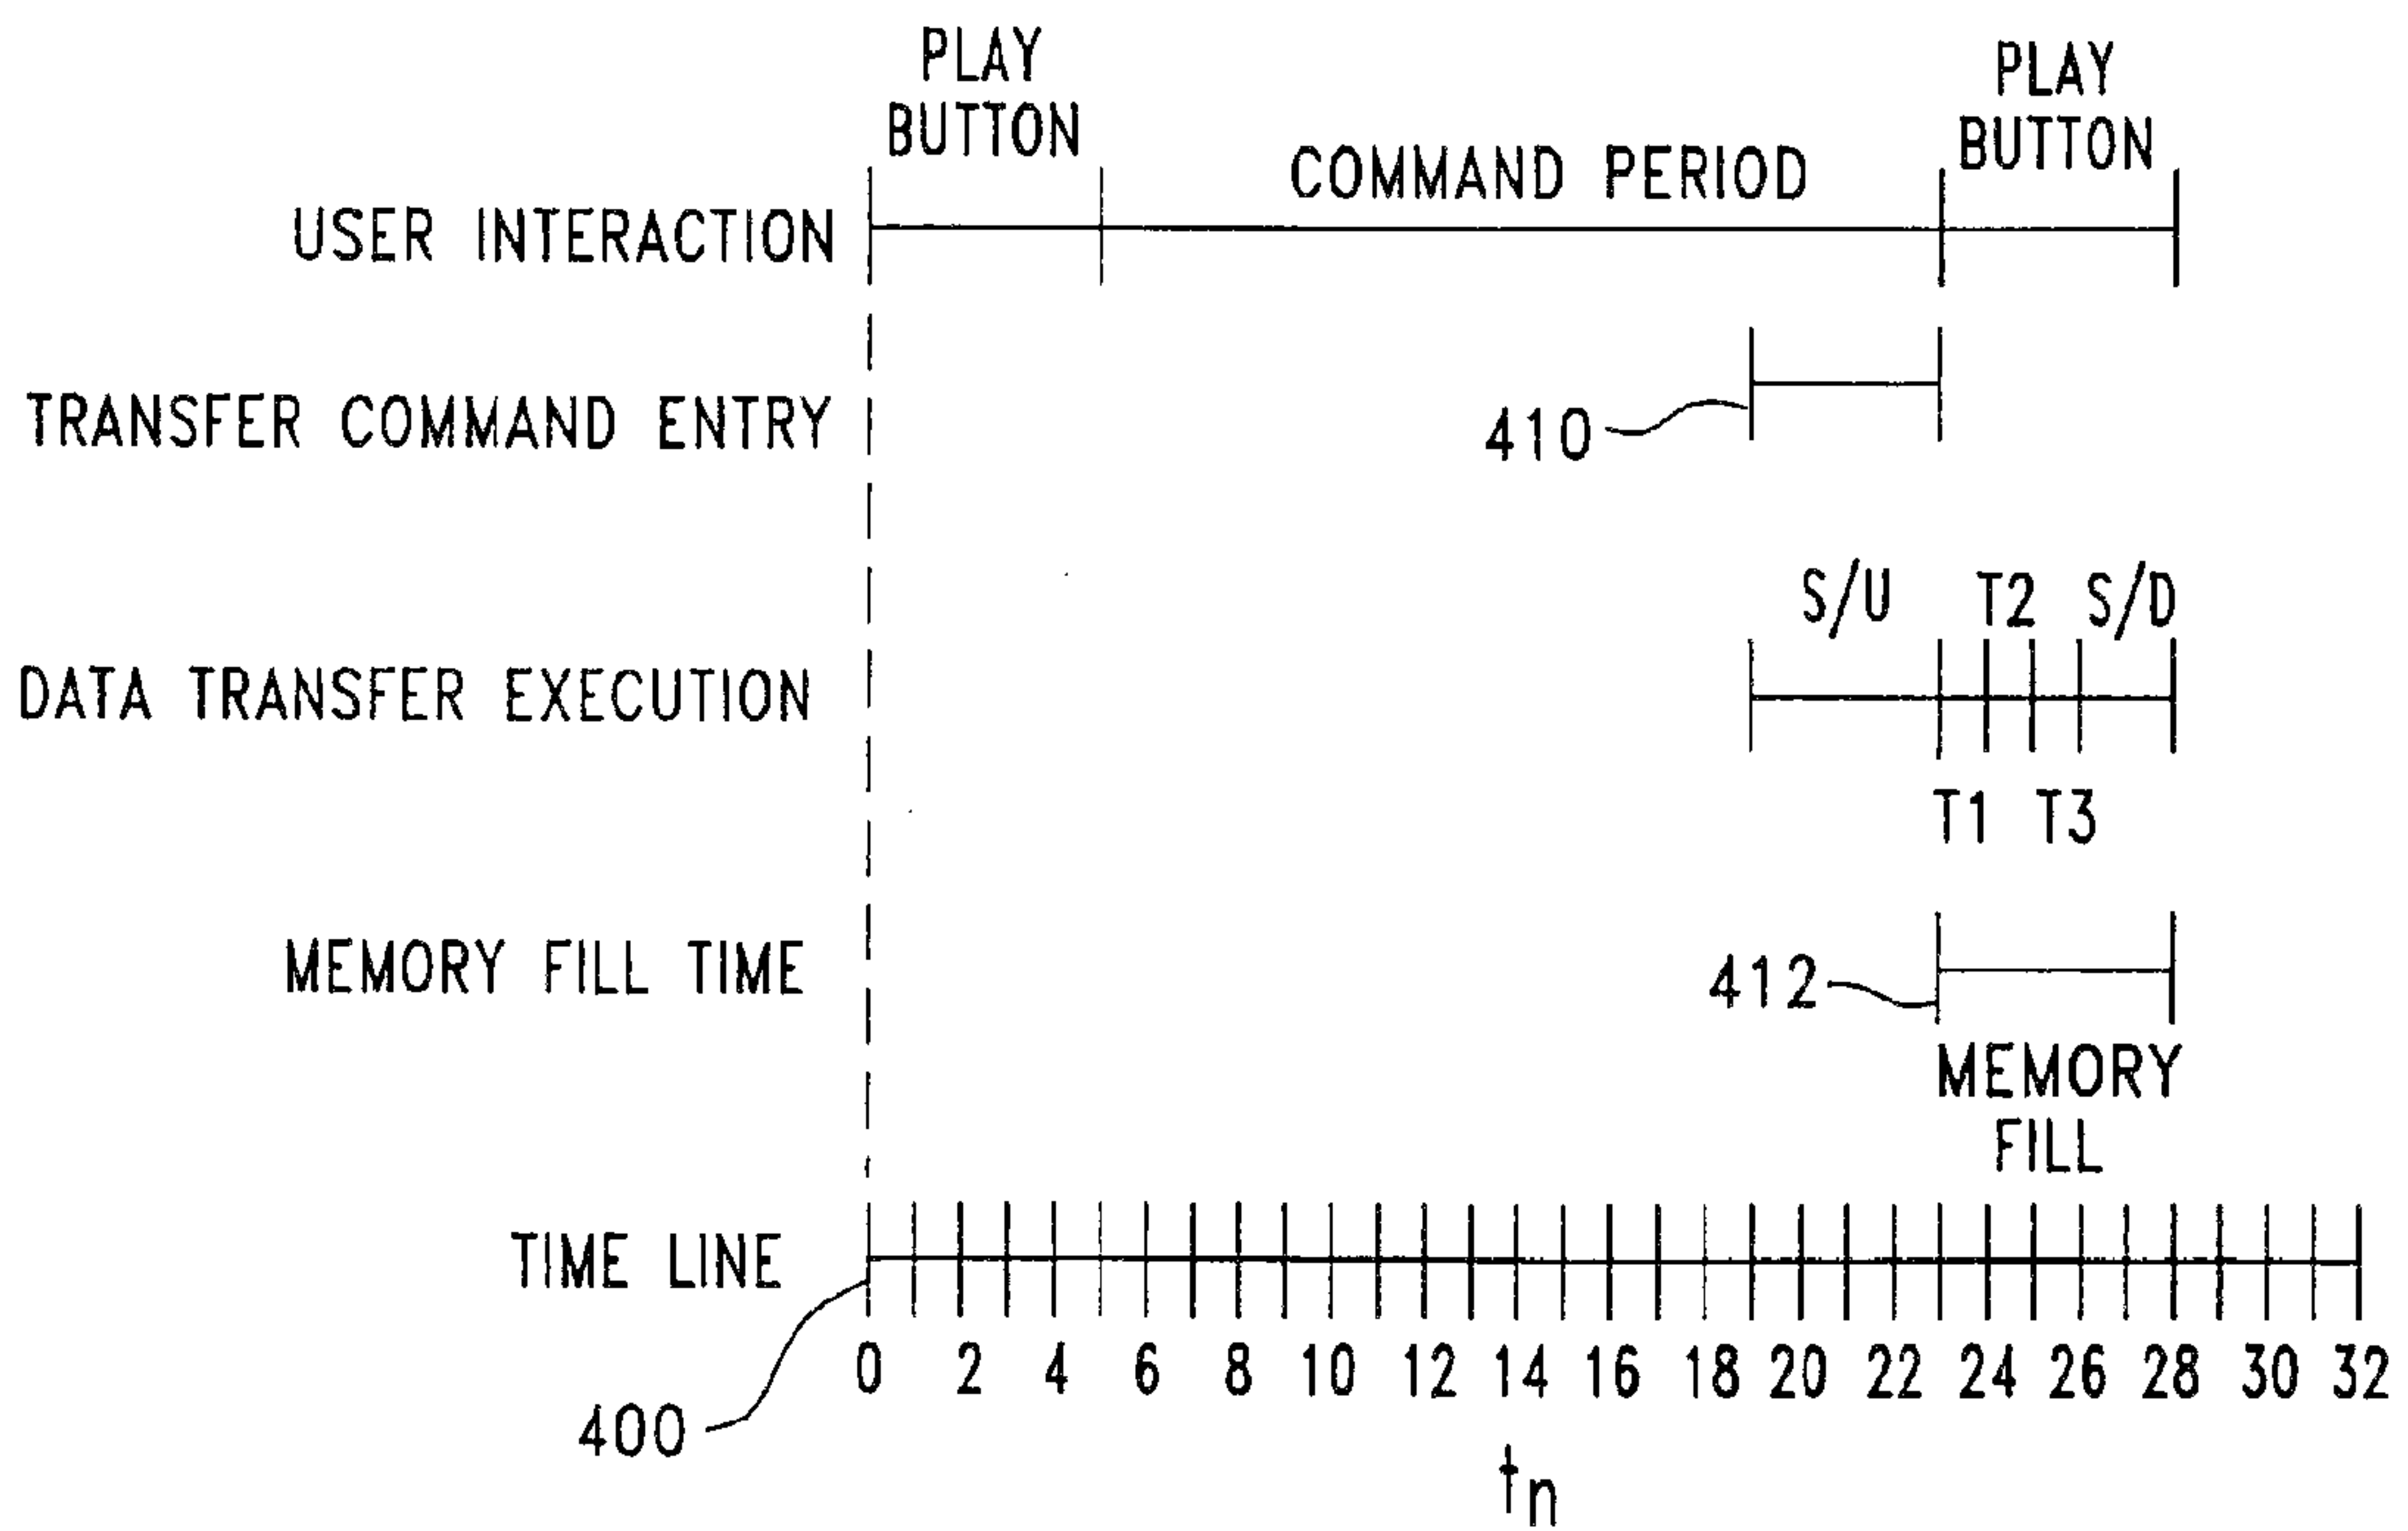 PLAY
BUTTON
PLAY
BUTTON
COMMAND PERIOD
USER INTERACTION
TRANSFER COMMAND ENTRY
410
S/U
T2
S/D
DATA TRANSFER EXECUTION
T1
T3
MEMORY FILL TIME
412
MEMORY
FILL
TIME LINE
0 2 4 6 8 10 12 14 16 18 20 22 24 26 28 30 32
400
tn